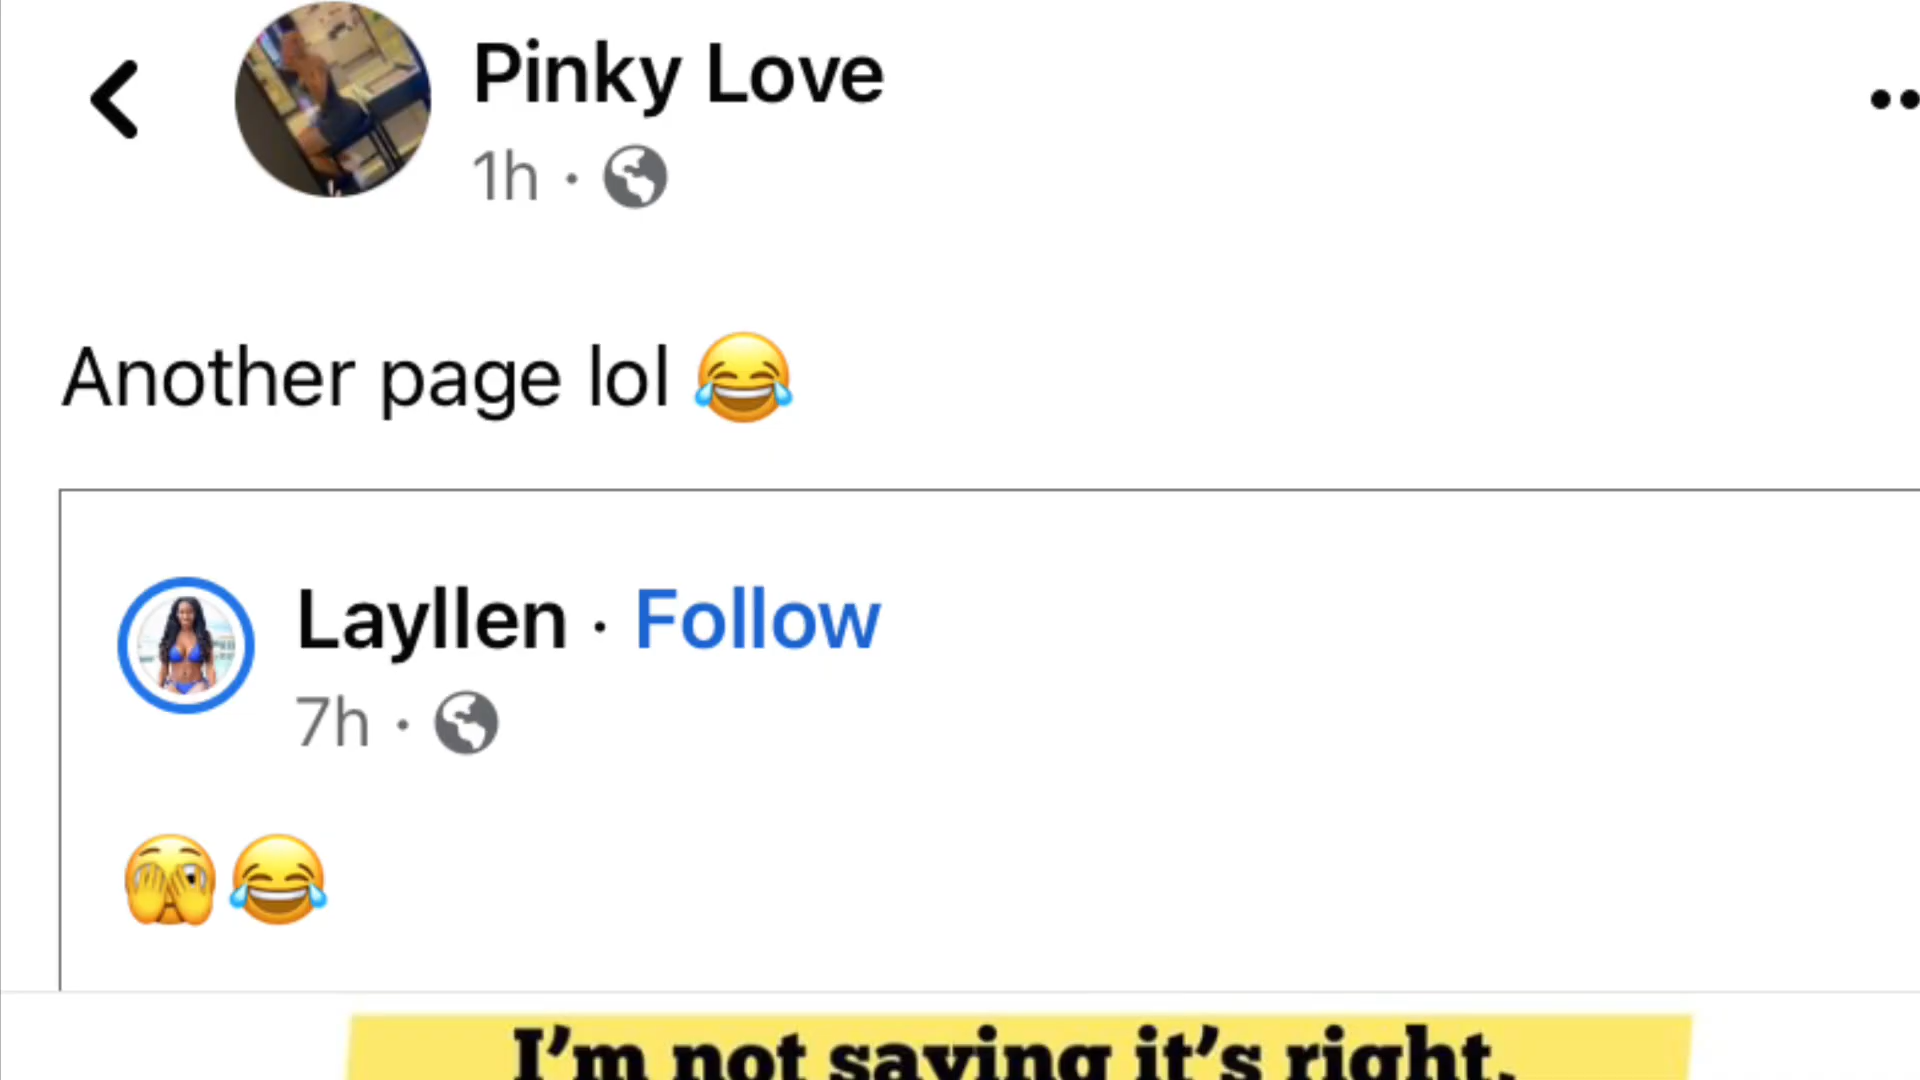 Pinky Love
1h ·
Another page lol 😂
Layllen · Follow
7h ·
🫣😂
I'm not saying it's right,